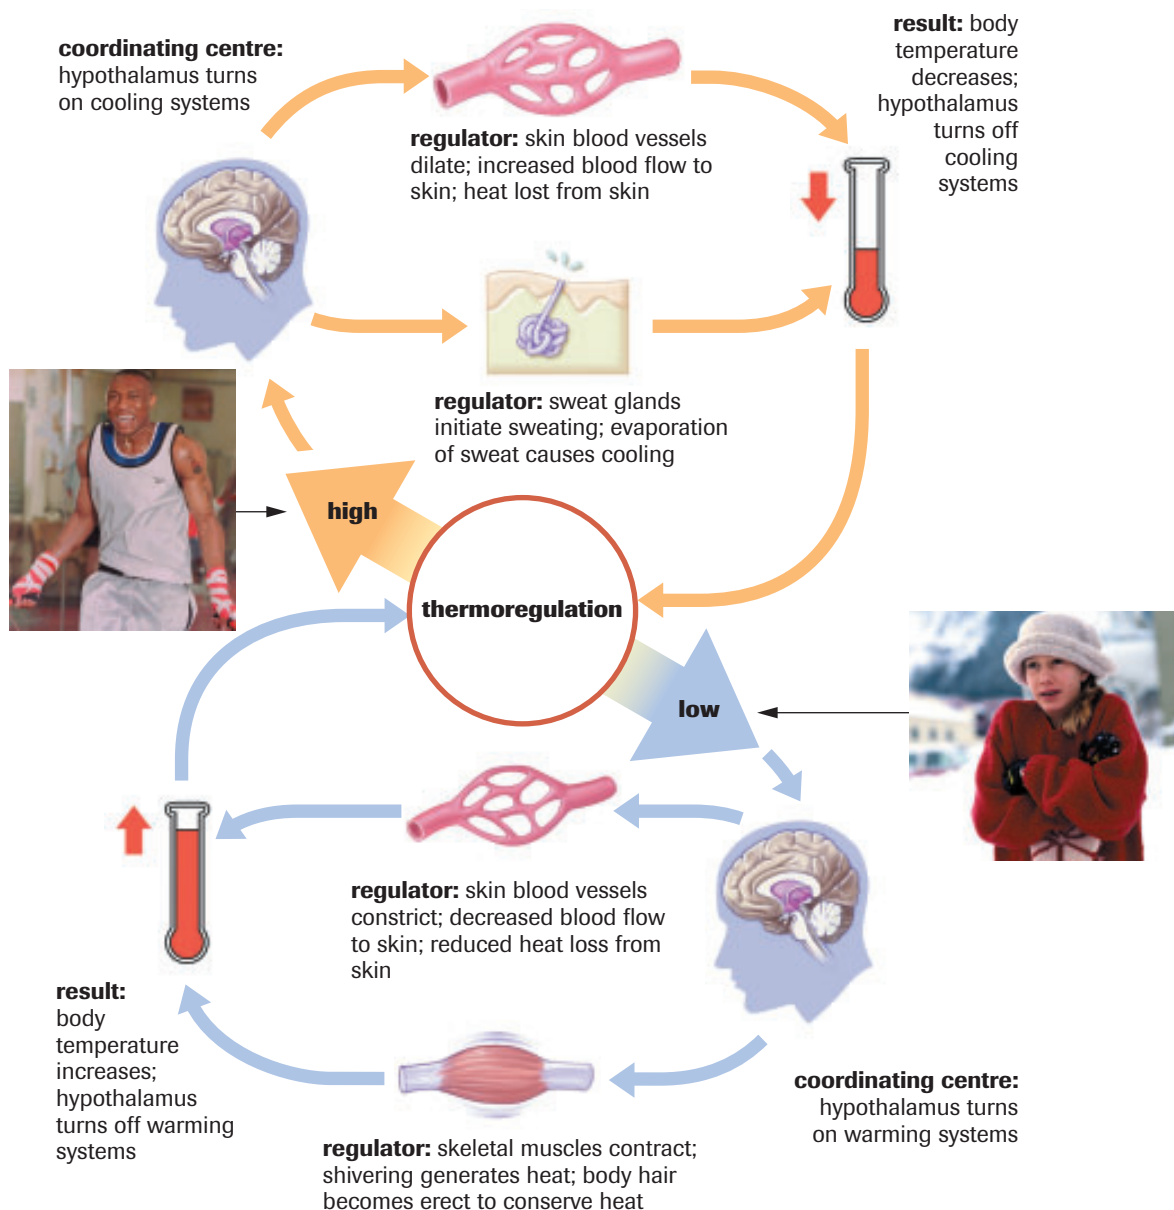 coordinating centre:
hypothalamus turns
on cooling systems
regulator: skin blood vessels
dilate; increased blood flow to
skin; heat lost from skin
result: body
temperature
decreases;
hypothalamus
turns off
cooling
systems
regulator: sweat glands
initiate sweating; evaporation
of sweat causes cooling
high
thermoregulation
low
regulator: skin blood vessels
constrict; decreased blood flow
to skin; reduced heat loss from
skin
result:
body
temperature
increases;
hypothalamus
turns off warming
systems
coordinating centre:
hypothalamus turns
on warming systems
regulator: skeletal muscles contract;
shivering generates heat; body hair
becomes erect to conserve heat